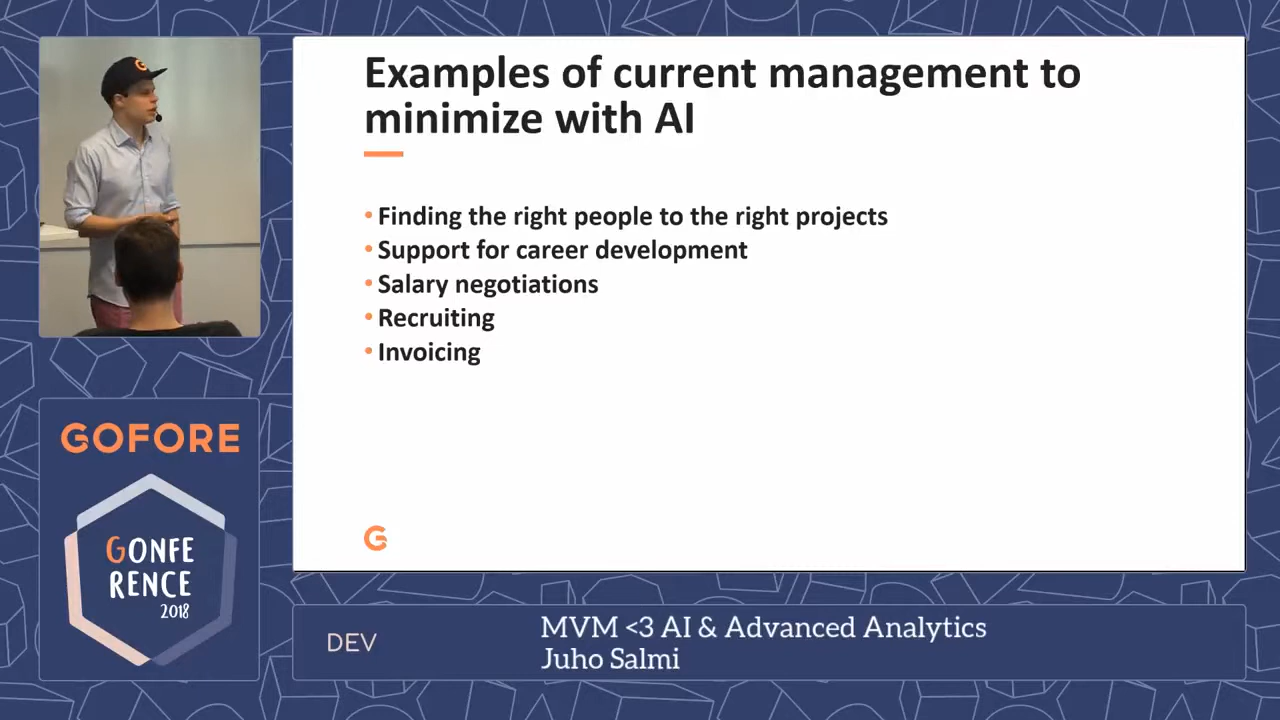 Examples of current management to
minimize with AI
• Finding the right people to the right projects
• Support for career development
• Salary negotiations
• Recruiting
• Invoicing
G
G
GOFORE
GONFE
RENCE
2018
DEV
MVM <3 AI & Advanced Analytics
Juho Salmi